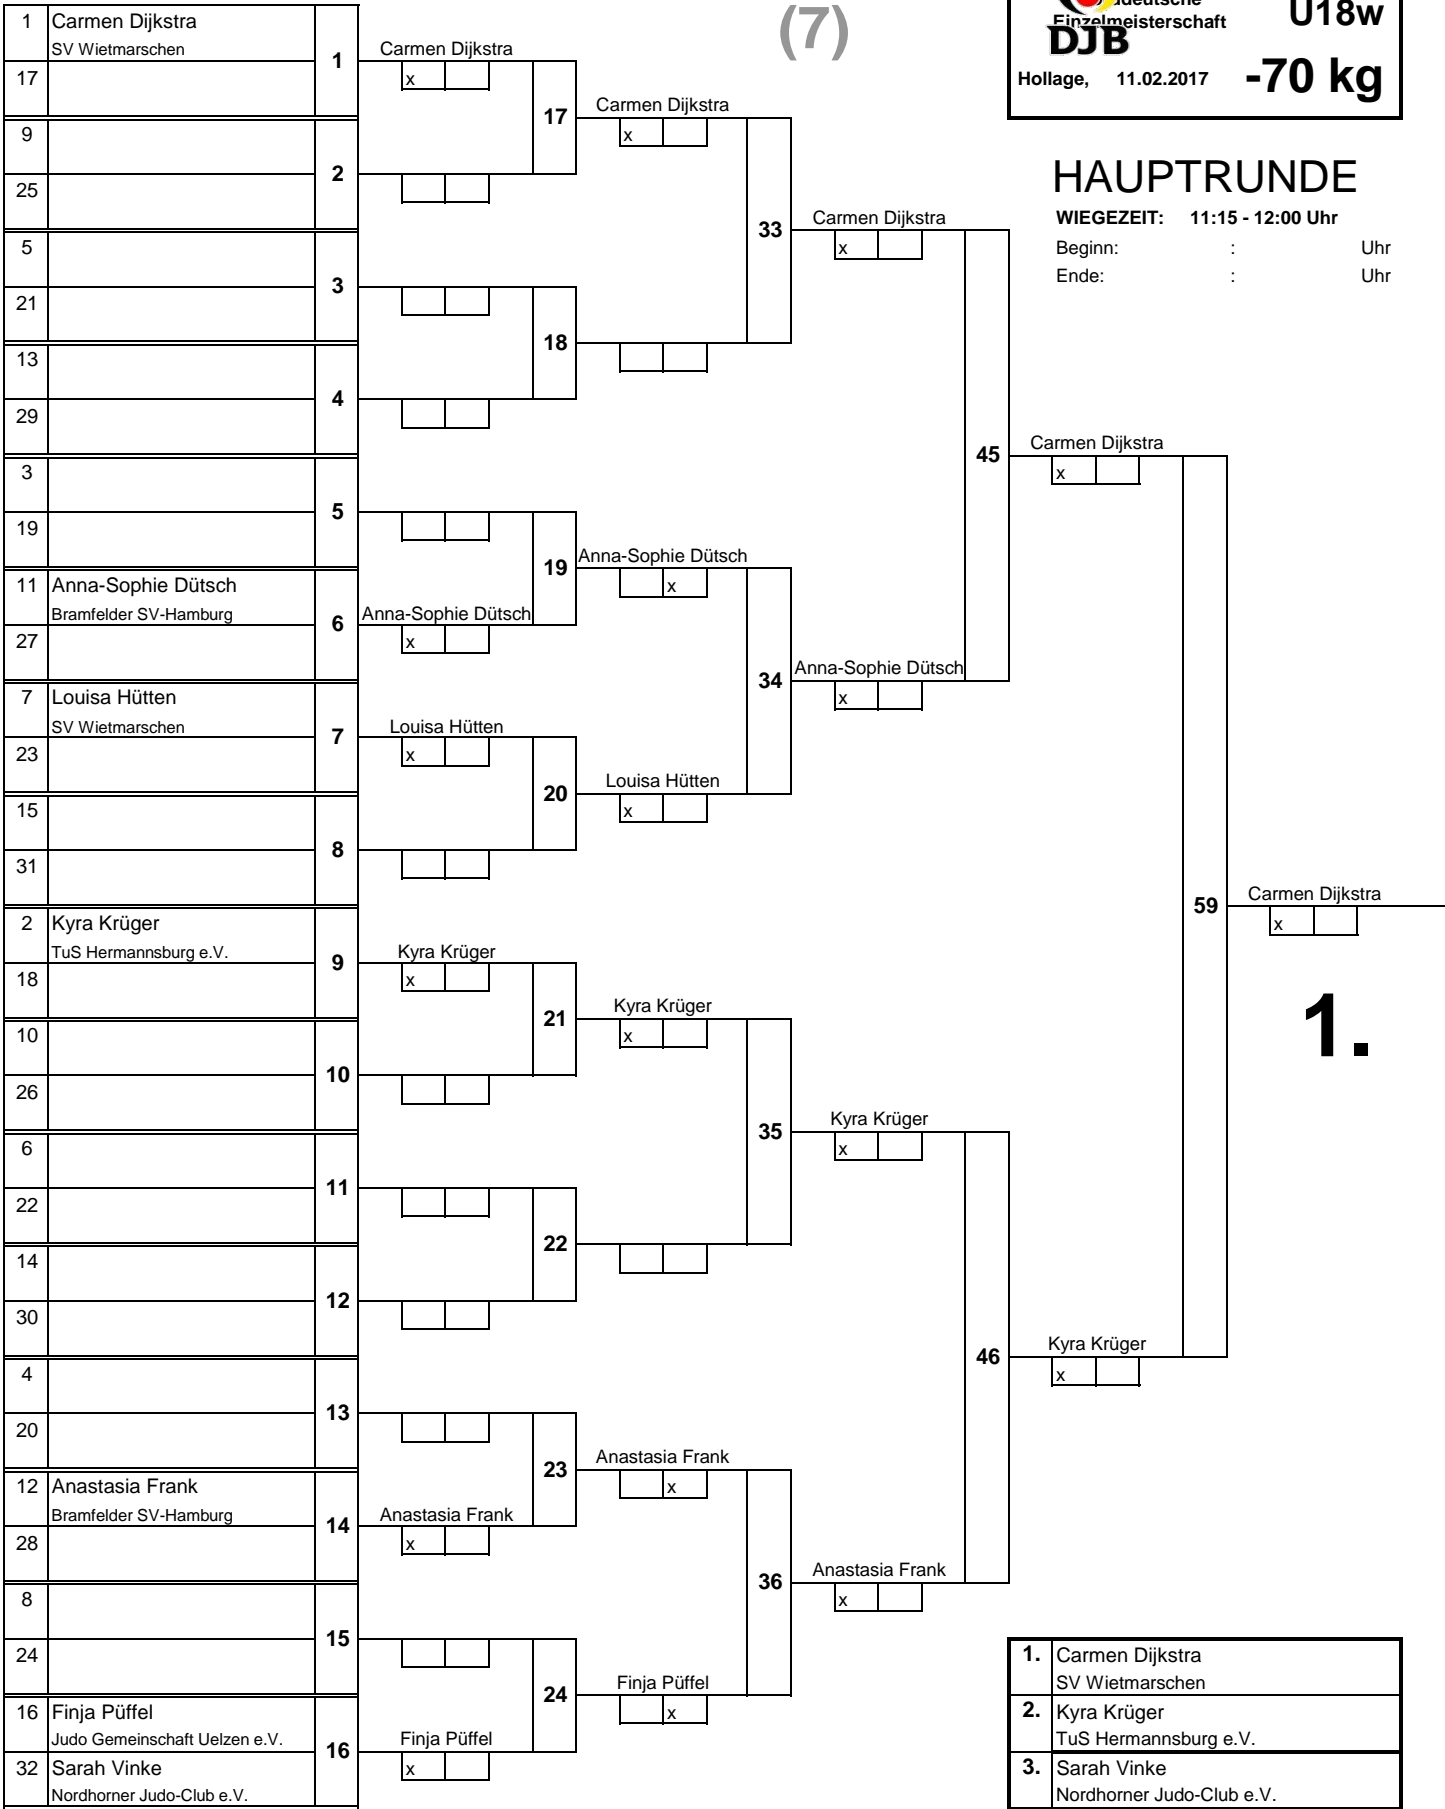 (7)
Einzelmeisterschaft
U18w
DJB
Hollage, 11.02.2017
-70 kg
HAUPTRUNDE
WIEGEZEIT: 11:15 - 12:00 Uhr
Beginn: : Uhr
Ende: : Uhr
1 Carmen Dijkstra
SV Wietmarschen
17
1
9
25
2
5
21
3
13
29
4
3
19
5
11 Anna-Sophie Dütsch
Bramfelder SV-Hamburg
27
6
7 Louisa Hütten
SV Wietmarschen
23
7
15
31
8
2 Kyra Krüger
TuS Hermannsburg e.V.
18
9
10
26
10
6
22
11
14
30
12
4
20
13
12 Anastasia Frank
Bramfelder SV-Hamburg
28
14
8
24
15
16 Finja Püffel
Judo Gemeinschaft Uelzen e.V.
32 Sarah Vinke
Nordhorner Judo-Club e.V.
16
Carmen Dijkstra
x
17
18
Anna-Sophie Dütsch
x
19
Louisa Hütten
x
20
Kyra Krüger
x
21
22
Anastasia Frank
x
23
Finja Püffel
x
24
Carmen Dijkstra
x
33
Anna-Sophie Dütsch
x
Louisa Hütten
x
34
Kyra Krüger
x
35
Anastasia Frank
x
Finja Püffel
x
36
Carmen Dijkstra
x
Anna-Sophie Dütsch
x
45
Kyra Krüger
x
Anastasia Frank
x
46
Carmen Dijkstra
x
Kyra Krüger
x
59
Carmen Dijkstra
x
1.
1. Carmen Dijkstra
SV Wietmarschen
2. Kyra Krüger
TuS Hermannsburg e.V.
3. Sarah Vinke
Nordhorner Judo-Club e.V.